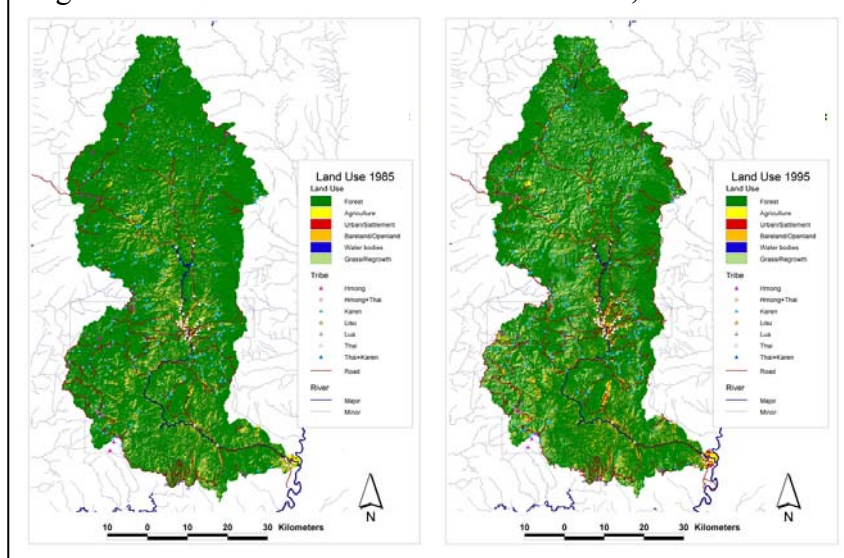 Land Use 1985
Land Use
Forest
Agriculture
Urban/Sattlement
Bareland/Openland
Water bodies
Grass/Regrowth
Tribe
Hmong
Hmong+Thai
Karen
Lisu
Lua
Thai
Thai+Karen
Road
River
Major
Minor
N
10 0 10 20 30 Kilometers
Land Use 1995
Land Use
Forest
Agriculture
Urban/Sattlement
Bareland/Openland
Water bodies
Grass/Regrowth
Tribe
Hmong
Hmong+Thai
Karen
Lisu
Lua
Thai
Thai+Karen
Road
River
Major
Minor
N
10 0 10 20 30 Kilometers